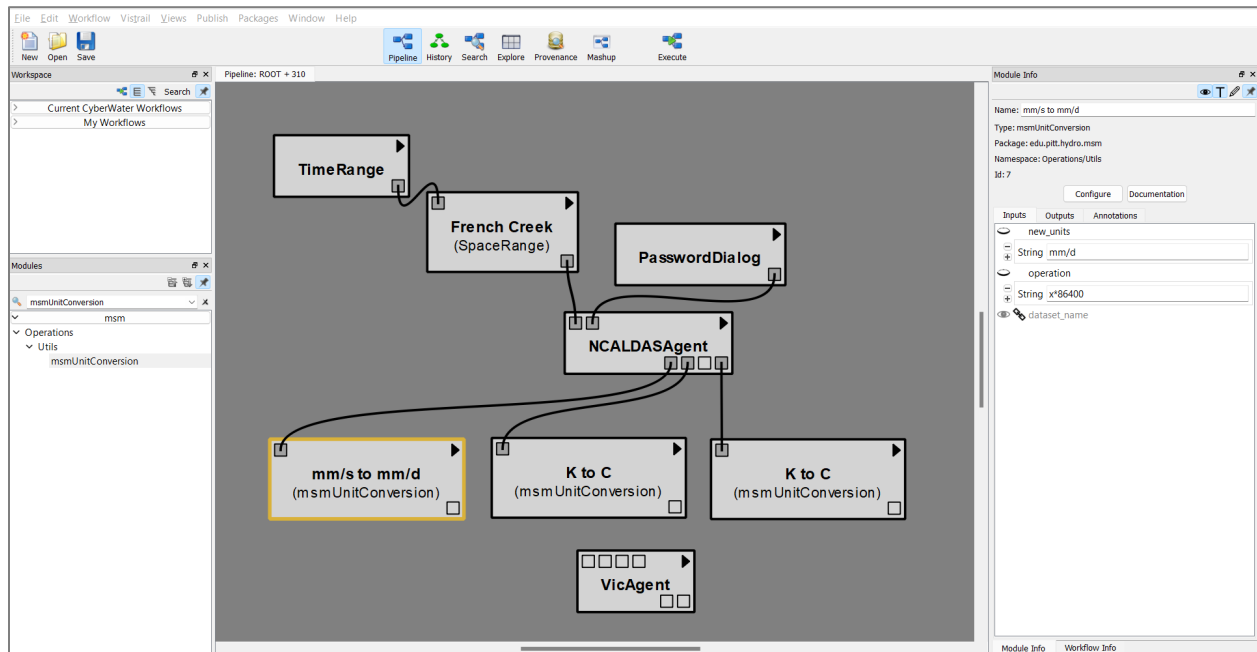 File Edit Workflow Vistrail Views Publish Packages Window Help
New Open Save Pipeline History Search Explore Provenance Mashup Execute
Workspace
Search
Current CyberWater Workflows
My Workflows
Modules
msmUnitConversion
msm
Operations
Utils
msmUnitConversion
Pipeline: ROOT + 310
TimeRange
French Creek
(SpaceRange)
PasswordDialog
NCALDASAgent
mm/s to mm/d
(msmUnitConversion)
K to C
(msmUnitConversion)
K to C
(msmUnitConversion)
VicAgent
Module Info
Name: mm/s to mm/d
Type: msmUnitConversion
Package: edu.pitt.hydro.msm
Namespace: Operations/Utils
Id: 7
Configure Documentation
Inputs Outputs Annotations
new_units
String mm/d
operation
String x*86400
dataset_name
Module Info Workflow Info